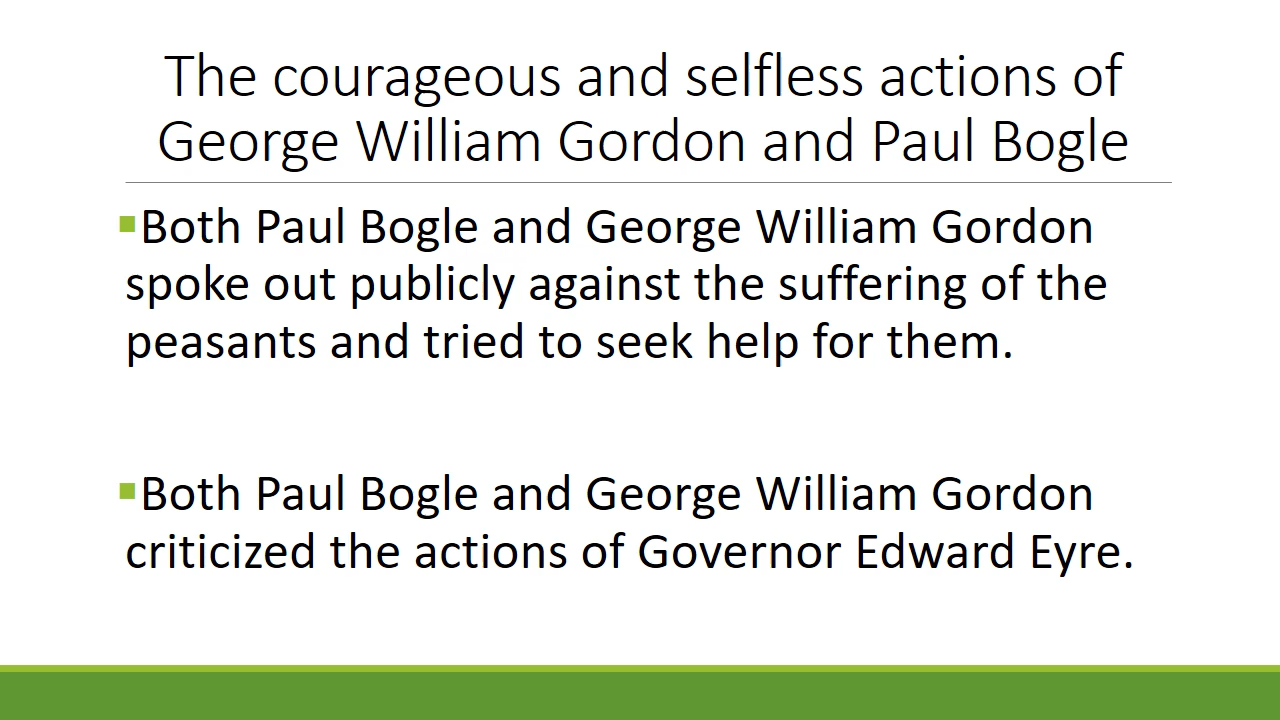 The courageous and selfless actions of
George William Gordon and Paul Bogle
▪Both Paul Bogle and George William Gordon
spoke out publicly against the suffering of the
peasants and tried to seek help for them.
▪Both Paul Bogle and George William Gordon
criticized the actions of Governor Edward Eyre.